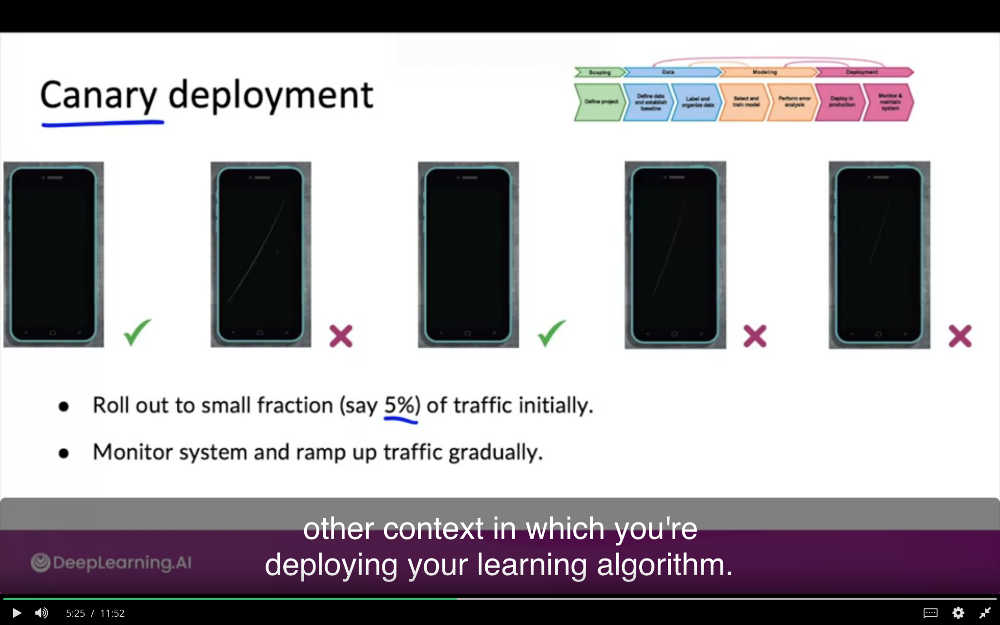 Canary deployment
Scoping
Data
Modeling
Deployment
Define project
Define data
and establish
baseline
Label and
organize data
Select and
train model
Perform error
analysis
Deploy in
production
Monitor &
maintain
system
● Roll out to small fraction (say 5%) of traffic initially.
● Monitor system and ramp up traffic gradually.
other context in which you're
deploying your learning algorithm.
DeepLearning.AI
5:25 / 11:52